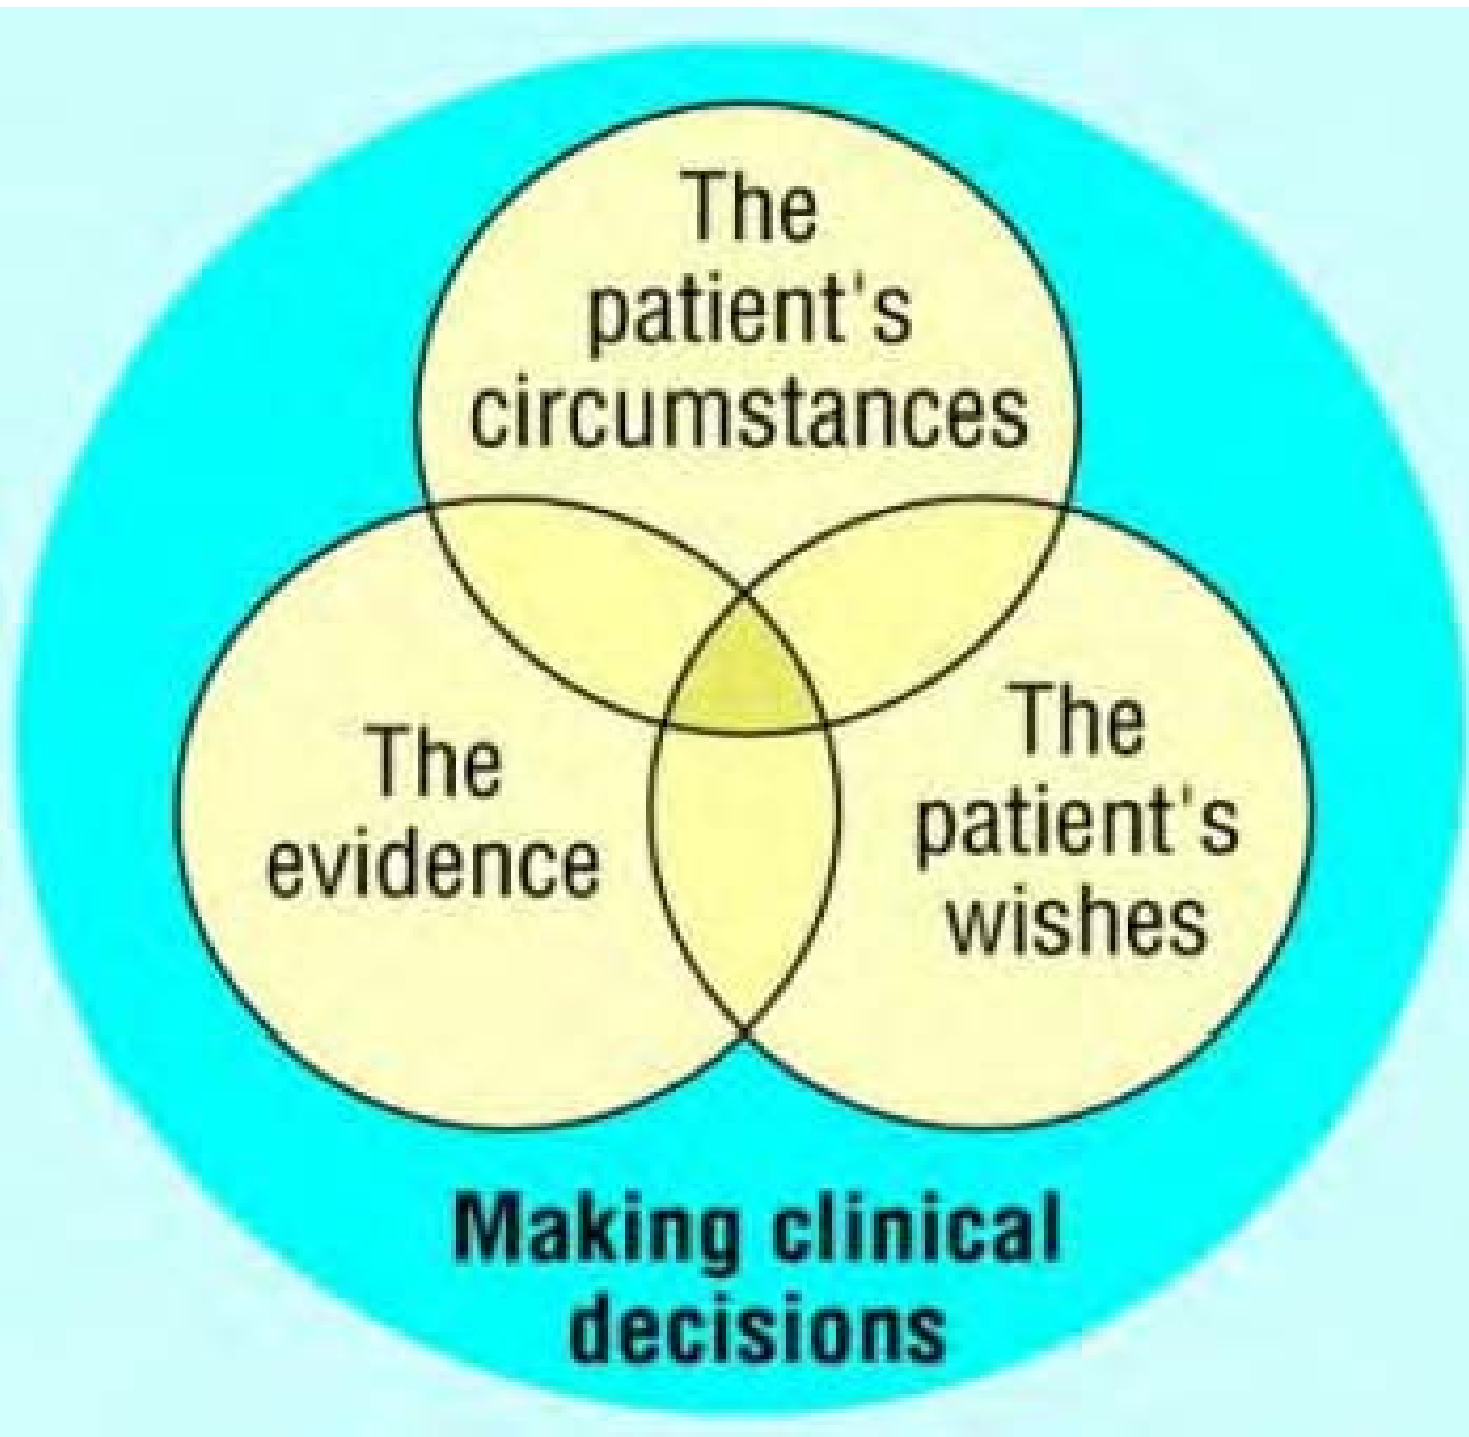 The
patient's
circumstances
The
evidence
The
patient's
wishes
Making clinical
decisions